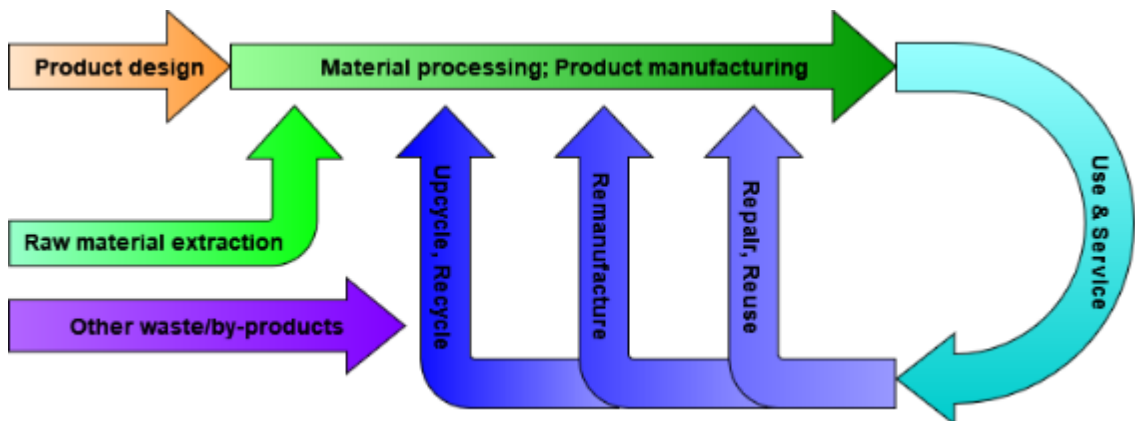 Product design
Material processing; Product manufacturing
Raw material extraction
Other waste/by-products
Upcycle, Recycle
Remanufacture
Repair, Reuse
Use & Service